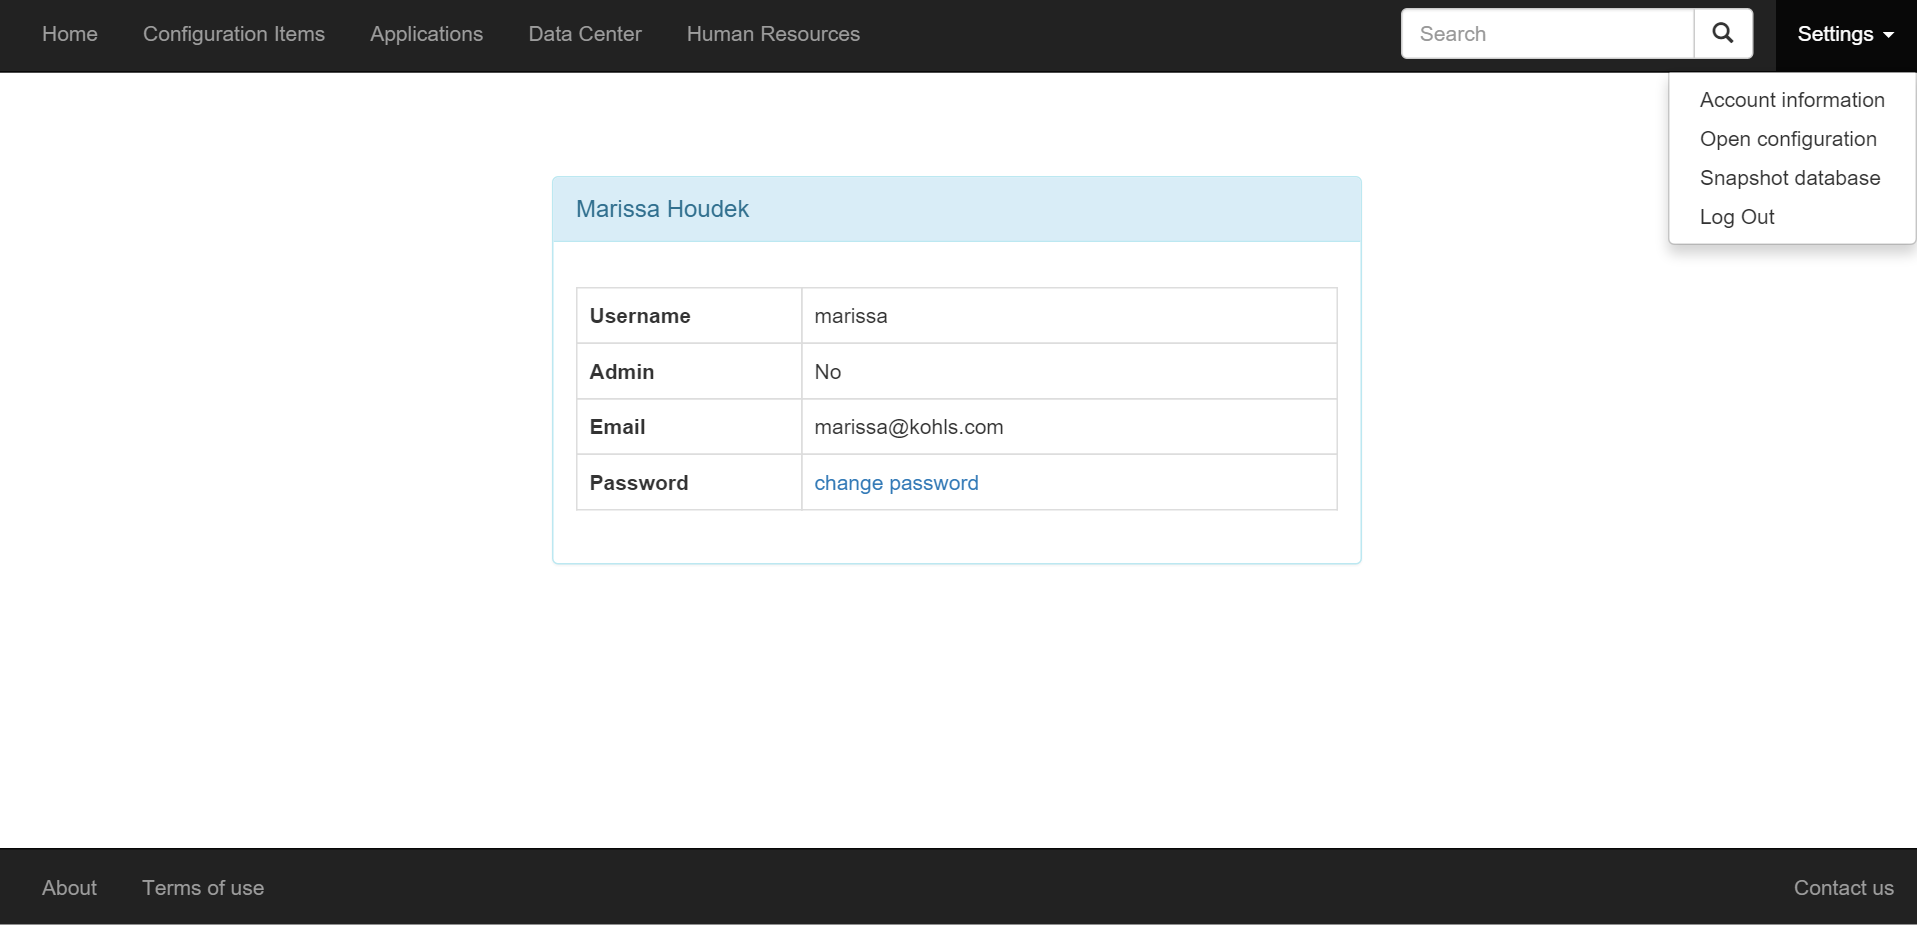 Home Configuration Items Applications Data Center Human Resources Search Settings
Account information
Open configuration
Snapshot database
Log Out
Marissa Houdek
Username marissa
Admin No
Email marissa@kohls.com
Password change password
About Terms of use Contact us